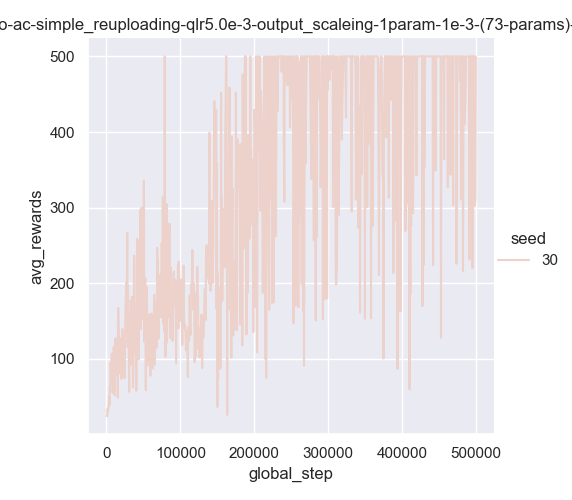 o-ac-simple_reuploading-qlr5.0e-3-output_scaleing-1param-1e-3-(73-params)-
500
400
300
200
100
avg_rewards
0 100000 200000 300000 400000 500000
global_step
seed
30